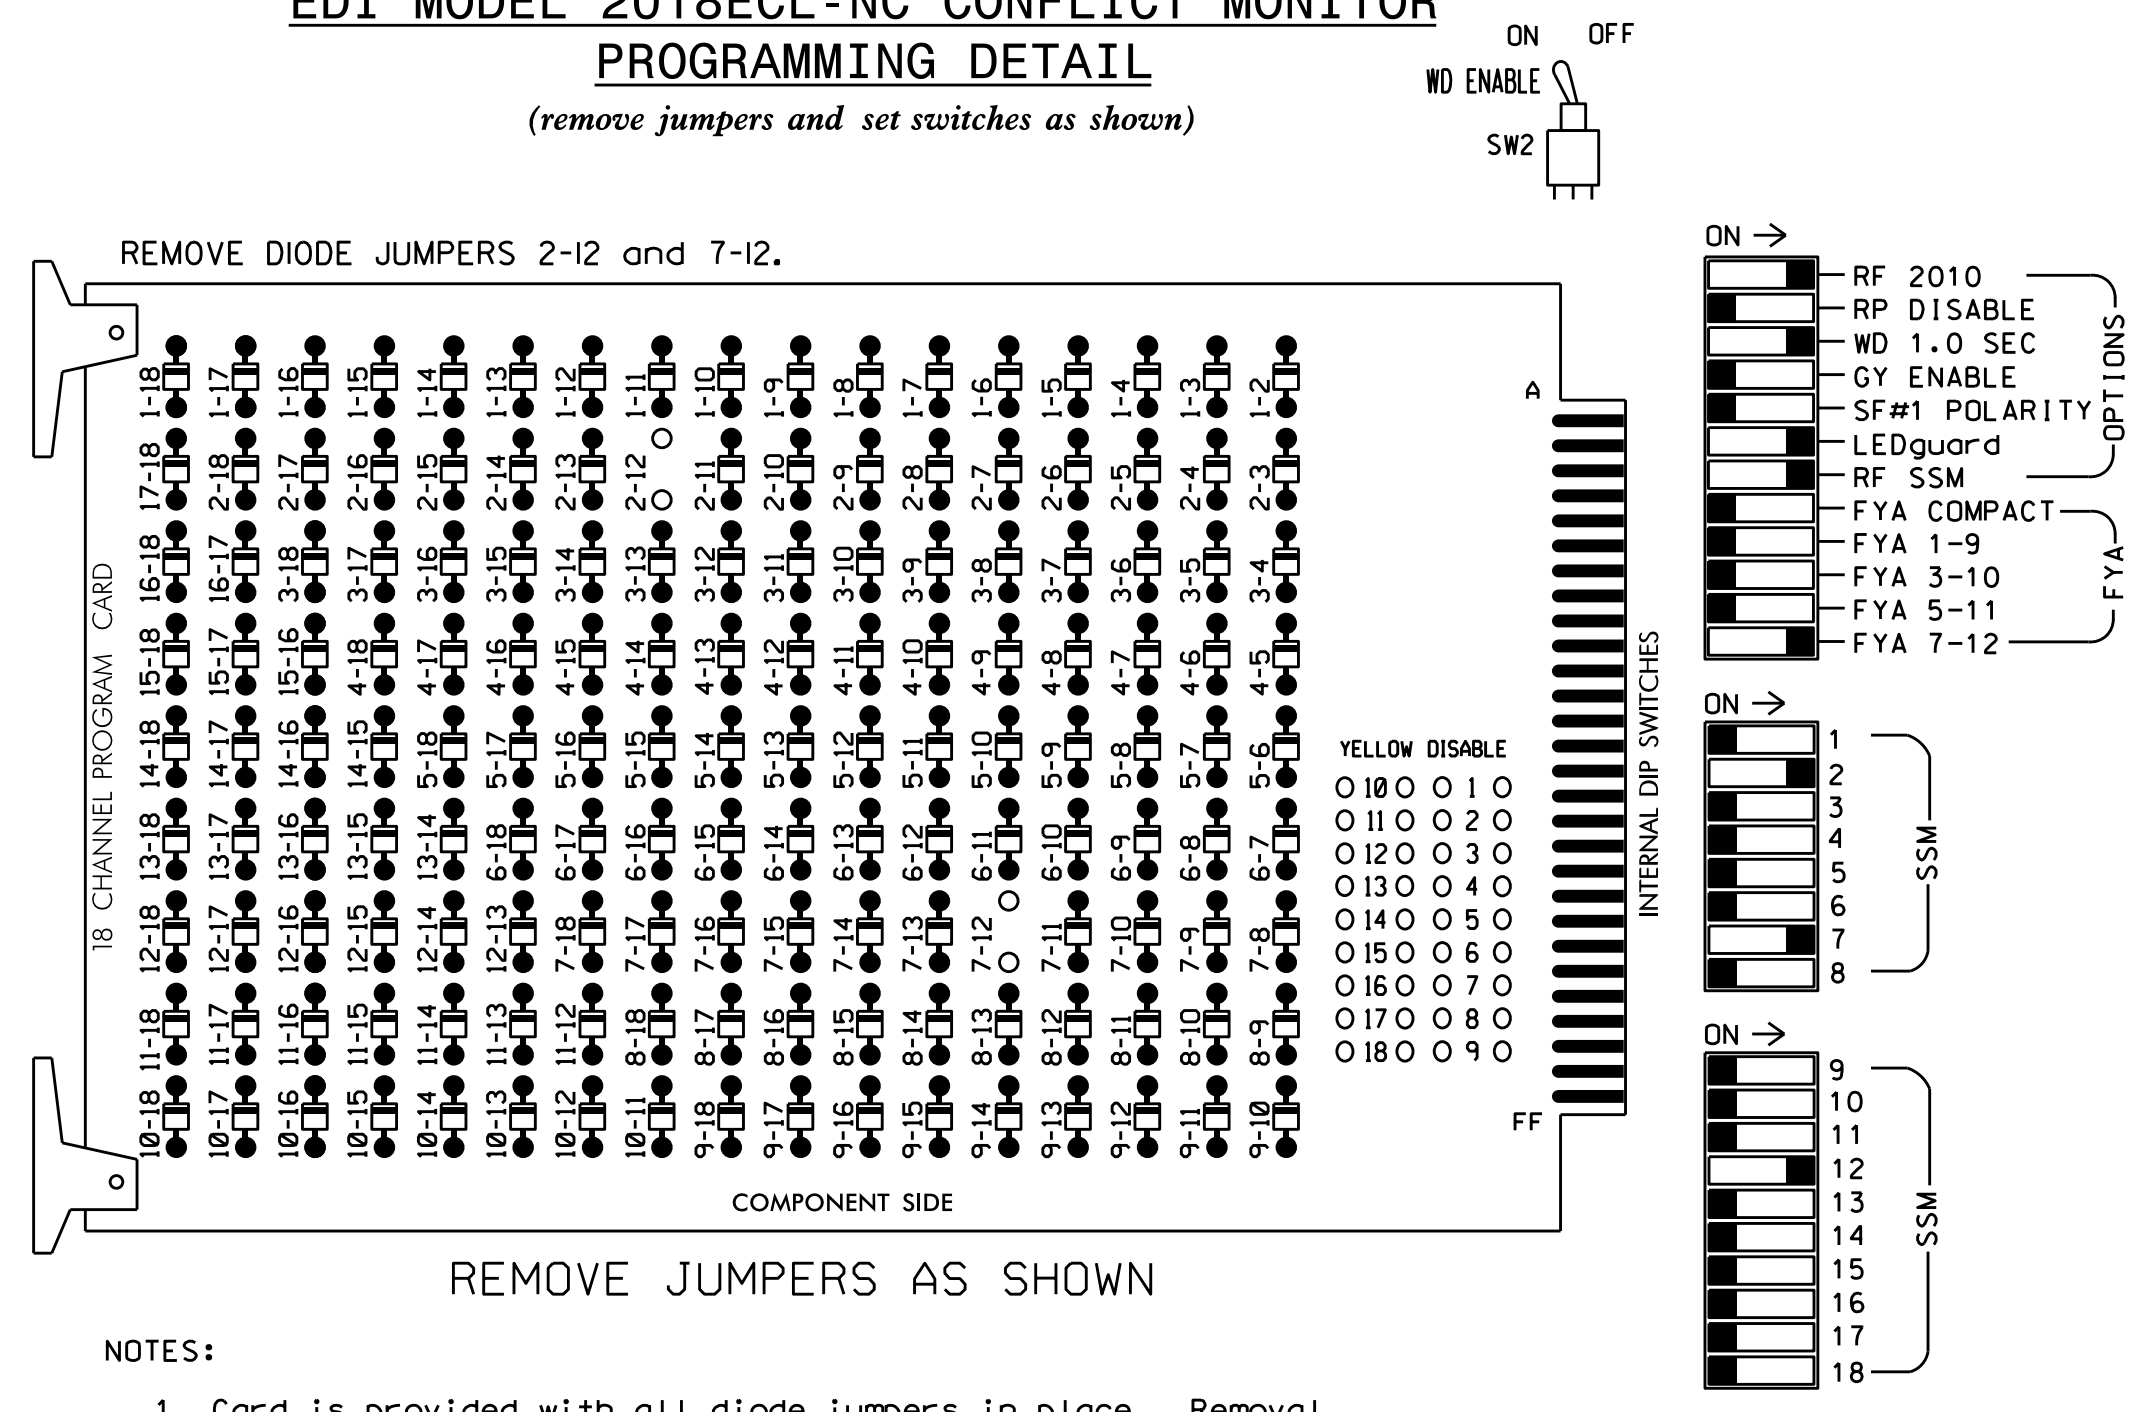 EDI MODEL 2018ECL-NC CONFLICT MONITOR
PROGRAMMING DETAIL
(remove jumpers and set switches as shown)
ON OFF
WD ENABLE
SW2
REMOVE DIODE JUMPERS 2-12 and 7-12.
18 CHANNEL PROGRAM CARD
1-18 1-17 1-16 1-15 1-14 1-13 1-12 1-11 1-10 1-9 1-8 1-7 1-6 1-5 1-4 1-3 1-2
17-18 2-18 2-17 2-16 2-15 2-14 2-13 2-12 2-11 2-10 2-9 2-8 2-7 2-6 2-5 2-4 2-3
16-18 16-17 3-18 3-17 3-16 3-15 3-14 3-13 3-12 3-11 3-10 3-9 3-8 3-7 3-6 3-5 3-4
15-18 15-17 15-16 4-18 4-17 4-16 4-15 4-14 4-13 4-12 4-11 4-10 4-9 4-8 4-7 4-6 4-5
14-18 14-17 14-16 14-15 5-18 5-17 5-16 5-15 5-14 5-13 5-12 5-11 5-10 5-9 5-8 5-7 5-6
13-18 13-17 13-16 13-15 13-14 6-18 6-17 6-16 6-15 6-14 6-13 6-12 6-11 6-10 6-9 6-8 6-7
12-18 12-17 12-16 12-15 12-14 12-13 7-18 7-17 7-16 7-15 7-14 7-13 7-12 7-11 7-10 7-9 7-8
11-18 11-17 11-16 11-15 11-14 11-13 11-12 8-18 8-17 8-16 8-15 8-14 8-13 8-12 8-11 8-10 8-9
10-18 10-17 10-16 10-15 10-14 10-13 10-12 10-11 9-18 9-17 9-16 9-15 9-14 9-13 9-12 9-11 9-10
YELLOW DISABLE
10 1
11 2
12 3
13 4
14 5
15 6
16 7
17 8
18 9
A
FF
COMPONENT SIDE
INTERNAL DIP SWITCHES
ON
RF 2010
RP DISABLE
WD 1.0 SEC
GY ENABLE
SF#1 POLARITY
LEDguard
RF SSM
OPTIONS
FYA COMPACT
FYA 1-9
FYA 3-10
FYA 5-11
FYA 7-12
FYA
ON
1
2
3
4
5
6
7
8
SSM
ON
9
10
11
12
13
14
15
16
17
18
SSM
REMOVE JUMPERS AS SHOWN
NOTES:
1. Card is provided with all diode jumpers in place. Removal